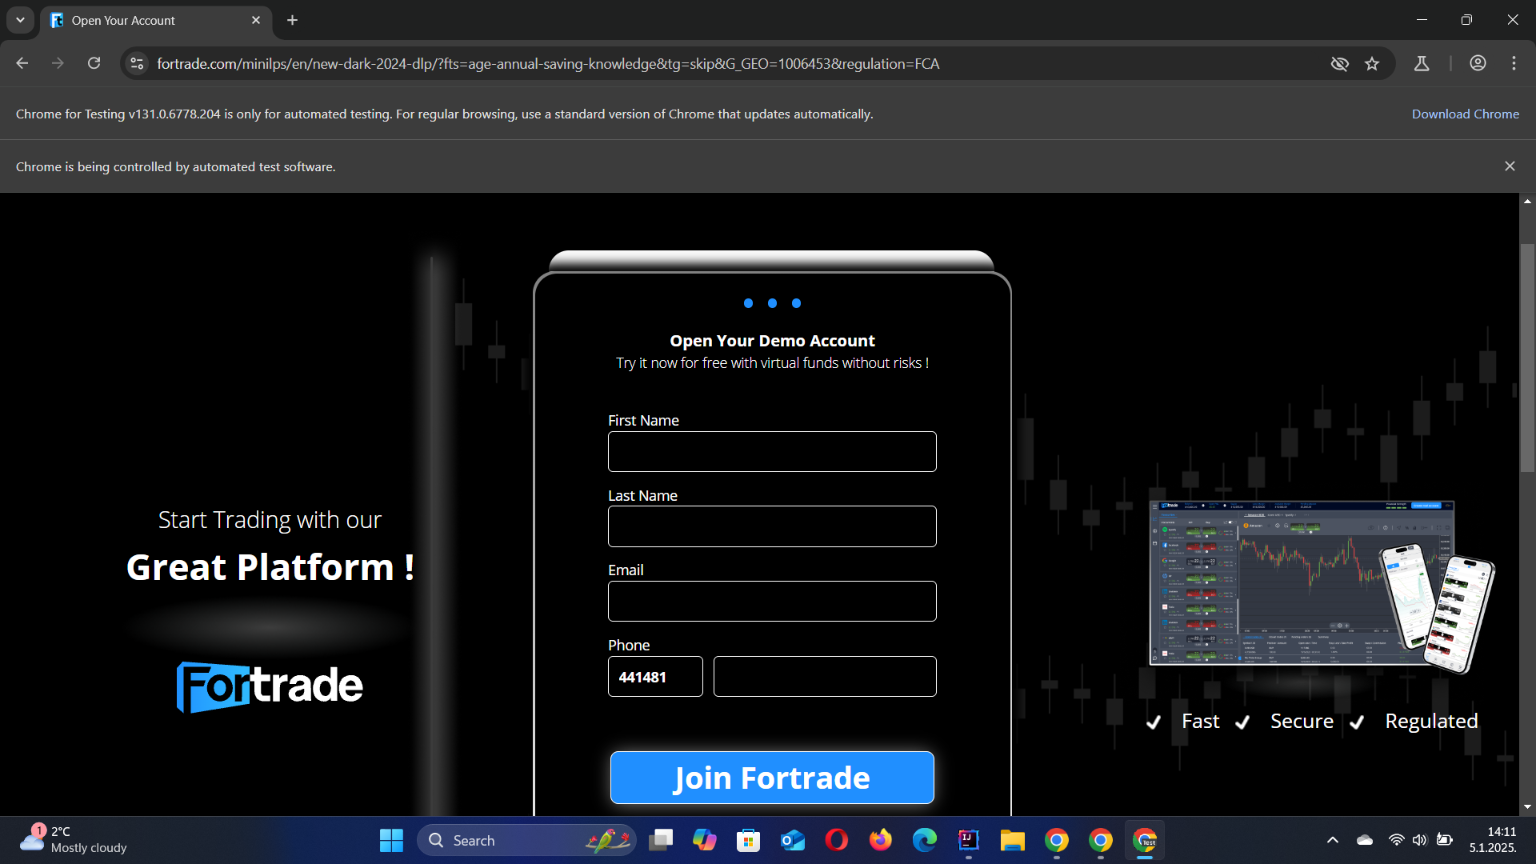 Open Your Account
fortrade.com/minilps/en/new-dark-2024-dlp/?fts=age-annual-saving-knowledge&tg=skip&G_GEO=1006453&regulation=FCA
Chrome for Testing v131.0.6778.204 is only for automated testing. For regular browsing, use a standard version of Chrome that updates automatically.
Download Chrome
Chrome is being controlled by automated test software.
Open Your Demo Account
Try it now for free with virtual funds without risks !
First Name
Last Name
Email
Phone
441481
Join Fortrade
Start Trading with our
Great Platform !
Fortrade
Fast
Secure
Regulated
1
2°C
Mostly cloudy
Search
14:11
5.1.2025.